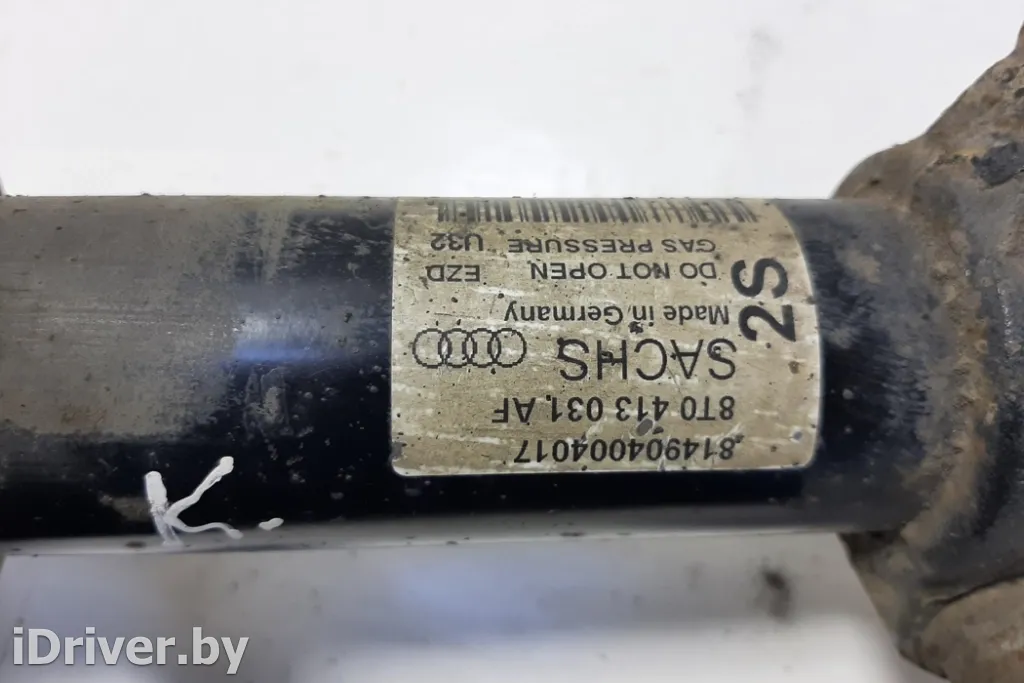 814904004017
8T0 413 031. AF
SACHS
Made in Germany
2S
DO NOT OPEN EZD
GAS PRESSURE U32
K.
iDriver.by